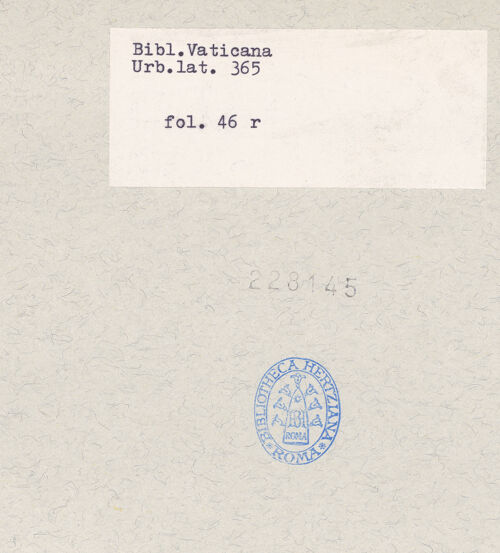 Bibl.Vaticana
Urb.lat. 365
fol. 46 r
228145
BIBLIOTHECA HERTZIANA
ROMA
ROMA